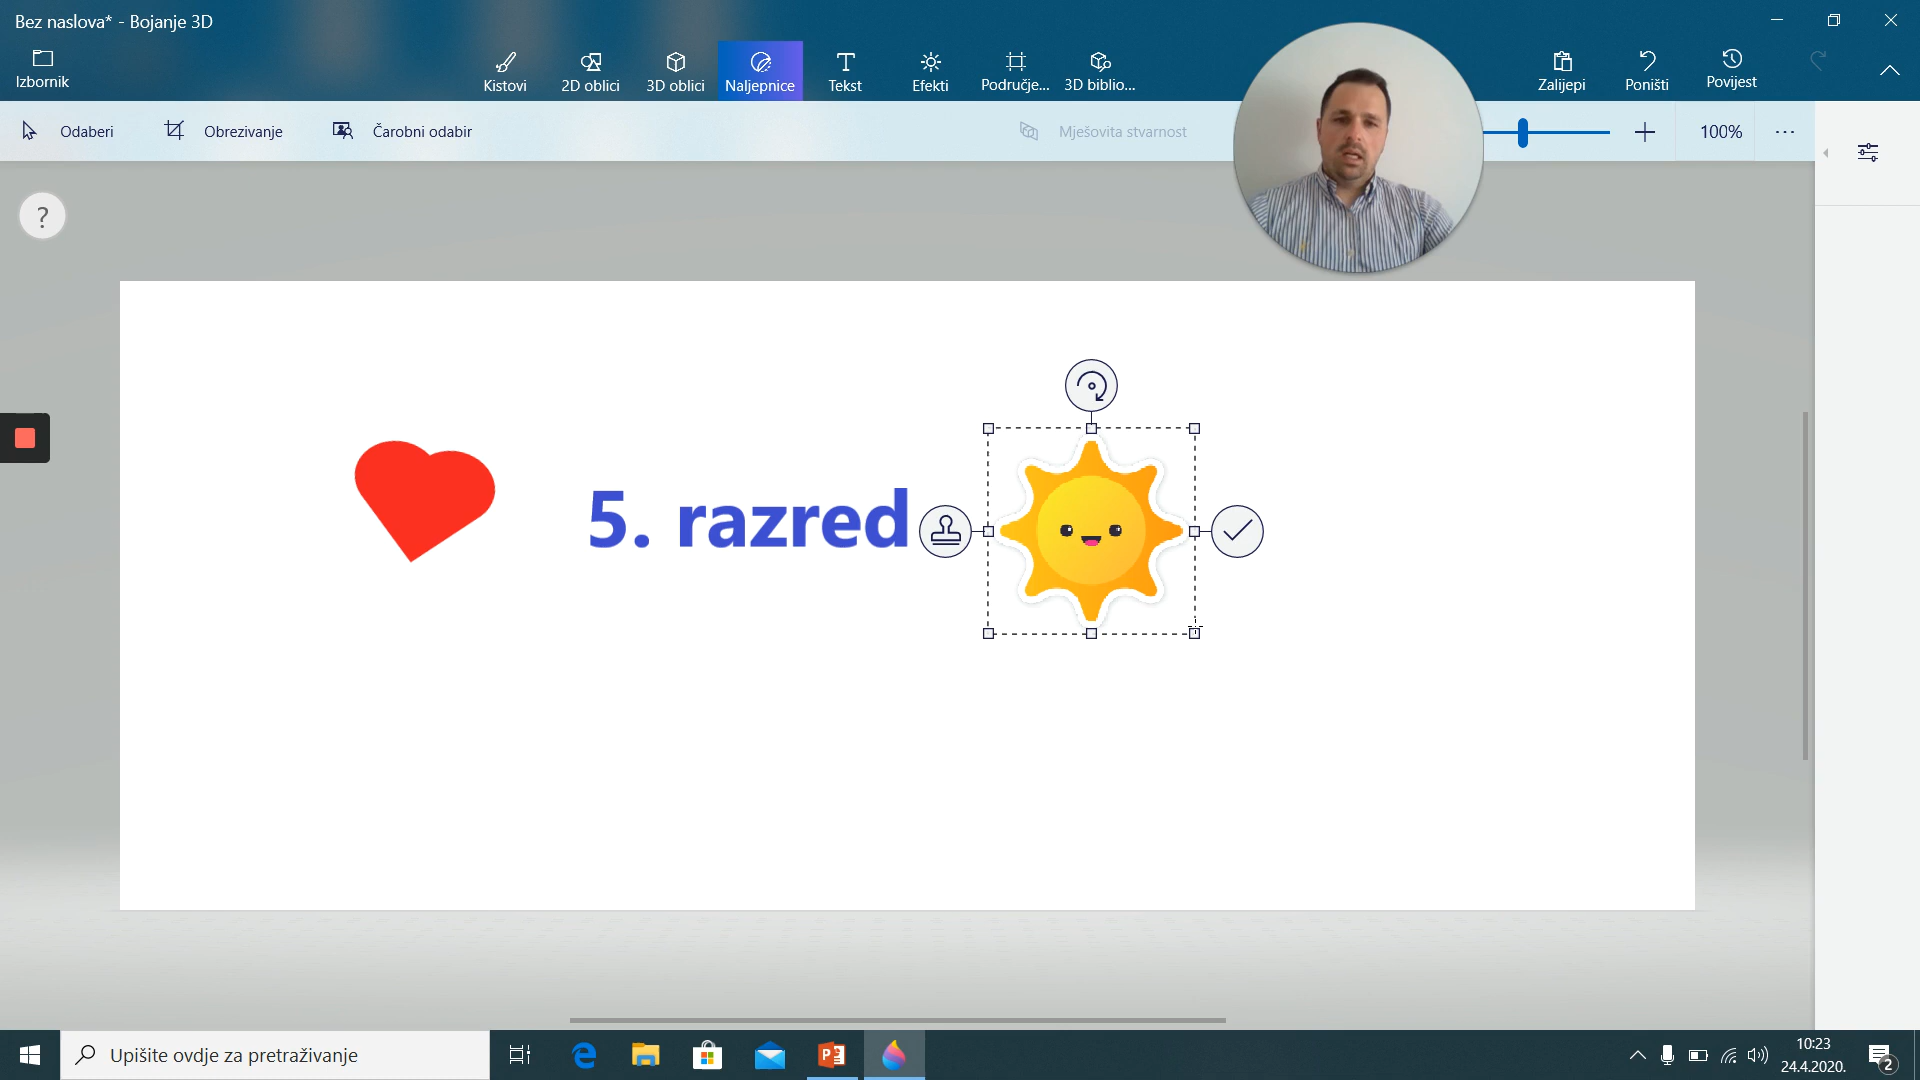 Bez naslova* - Bojanje 3D
Izbornik
Kistovi
2D oblici
3D oblici
Naljepnice
Tekst
Efekti
Područje...
3D biblio...
Zalijepi
Poništi
Povijest
Odaberi
Obrezivanje
Čarobni odabir
Mješovita stvarnost
100%
?
5. razred
Upišite ovdje za pretraživanje
10:23
24.4.2020.
2